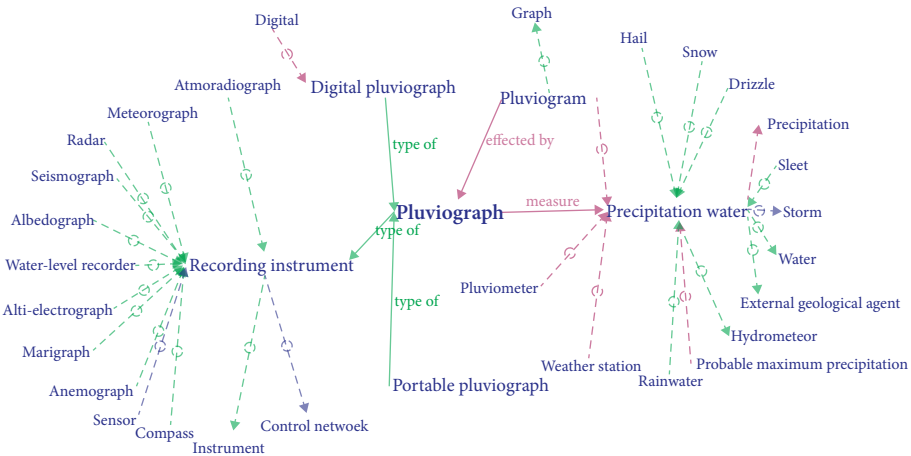 Graph
Digital
Hail
Snow
Atmoradiograph
Digital pluviograph
Pluviogram
Drizzle
Meteorograph
Precipitation
Radar
type of
effected by
Sleet
Seismograph
Albedograph
Pluviograph
measure
Precipitation water
Storm
type of
Water-level recorder
Recording instrument
Water
Pluviometer
Alti-electrograph
type of
External geological agent
Hydrometeor
Marigraph
Weather station
Probable maximum precipitation
Rainwater
Anemograph
Portable pluviograph
Sensor
Compass
Control netwoek
Instrument